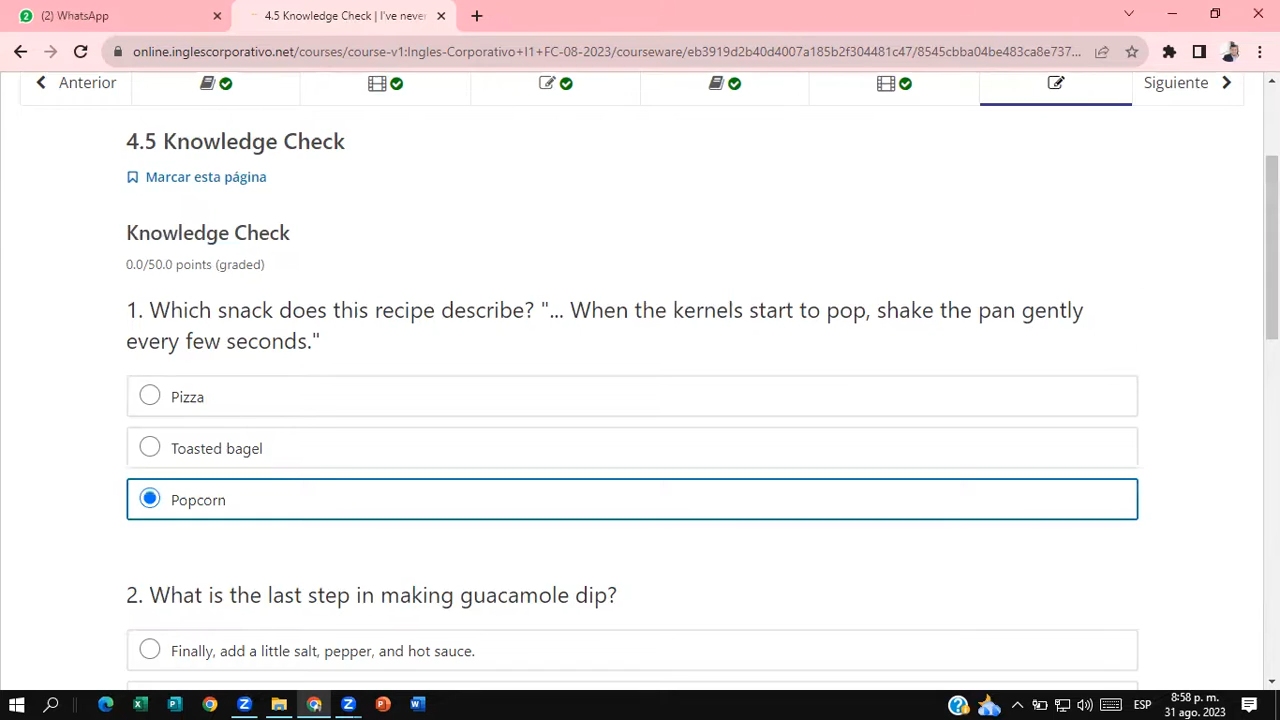 2
(2) WhatsApp
4.5 Knowledge Check | I've never
online.inglescorporativo.net/courses/course-v1:Ingles-Corporativo+I1+FC-08-2023/courseware/eb3919d2b40d4007a185b2f304481c47/8545cbba04be483ca8e737...
Anterior
Siguiente
4.5 Knowledge Check
Marcar esta página
Knowledge Check
0.0/50.0 points (graded)
1. Which snack does this recipe describe? "... When the kernels start to pop, shake the pan gently
every few seconds."
Pizza
Toasted bagel
Popcorn
2. What is the last step in making guacamole dip?
Finally, add a little salt, pepper, and hot sauce.
ESP
8:58 p. m.
31 ago. 2023